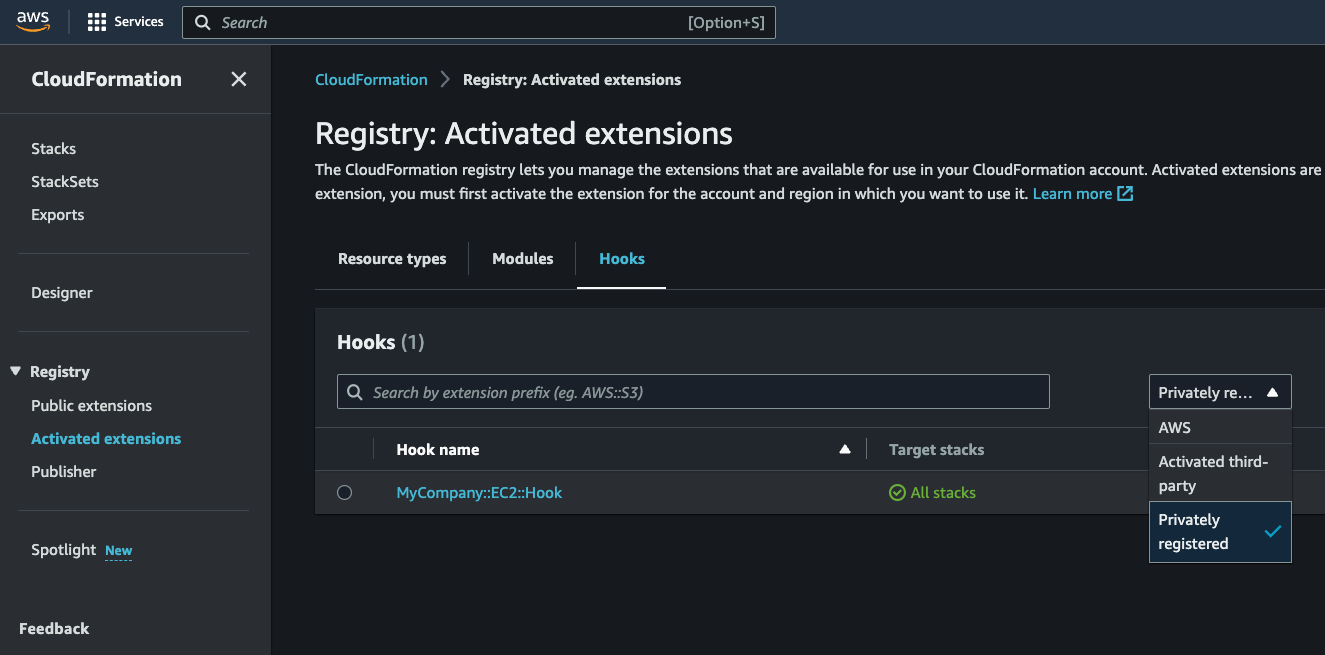 aws
Services
Search
[Option+S]
CloudFormation
Stacks
StackSets
Exports
Designer
Registry
Public extensions
Activated extensions
Publisher
Spotlight New
Feedback
CloudFormation > Registry: Activated extensions
Registry: Activated extensions
The CloudFormation registry lets you manage the extensions that are available for use in your CloudFormation account. Activated extensions are
extension, you must first activate the extension for the account and region in which you want to use it. Learn more
Resource types
Modules
Hooks
Hooks (1)
Search by extension prefix (eg. AWS::S3)
Privately re...
AWS
Activated third-
party
Privately
registered
Hook name
Target stacks
MyCompany::EC2::Hook
All stacks